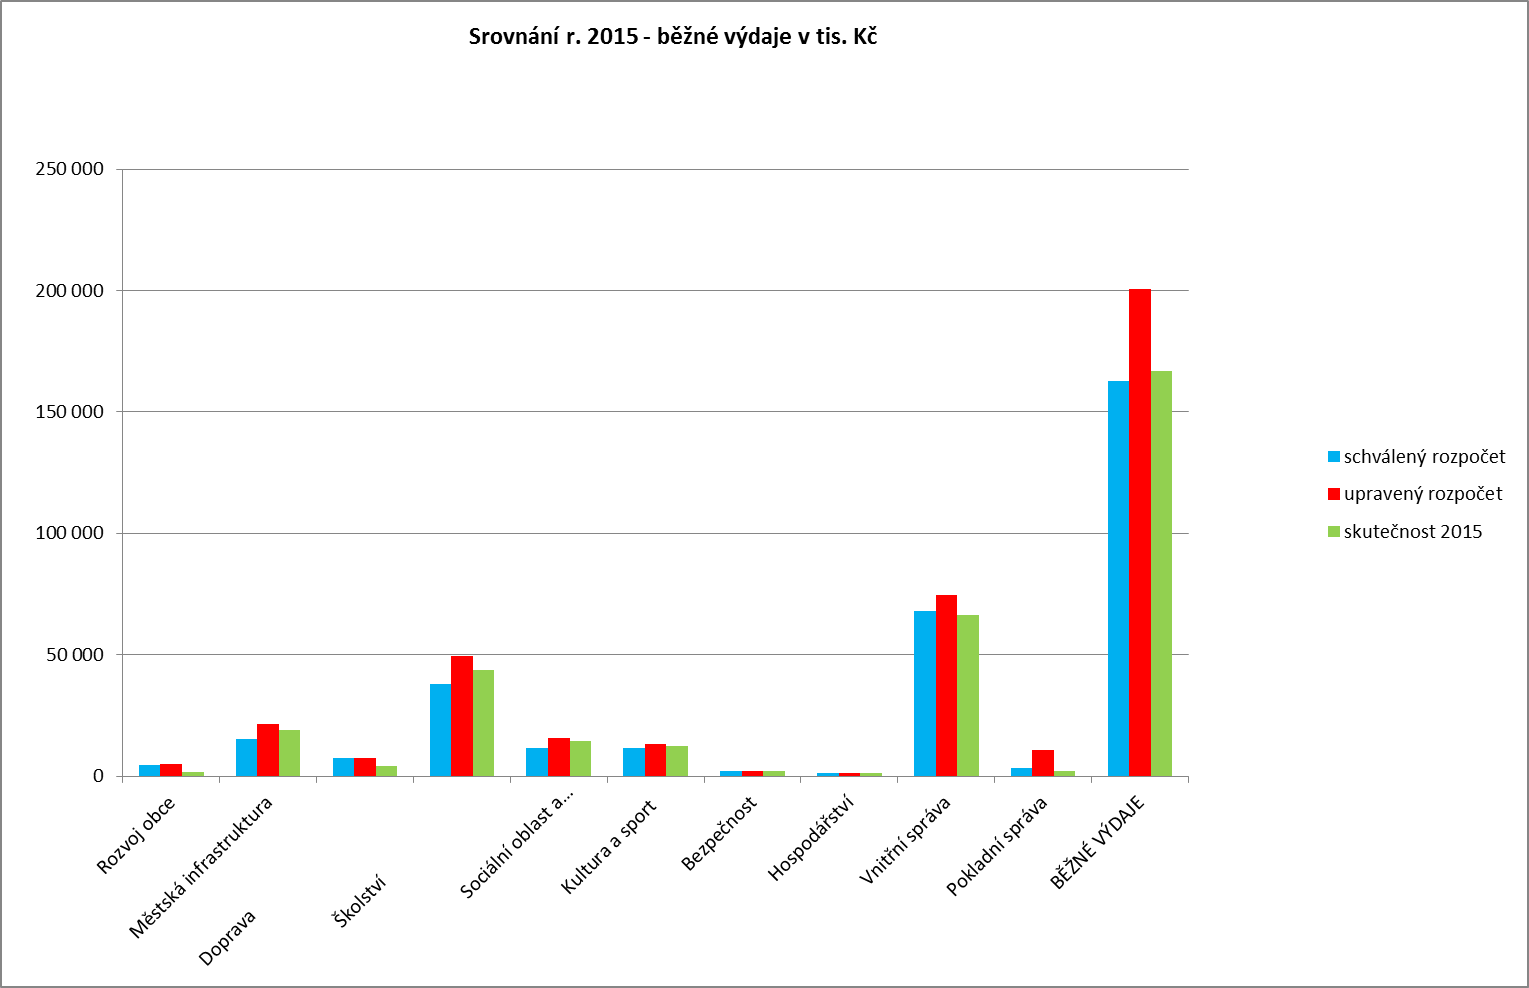 Srovnání r. 2015 - běžné výdaje v tis. Kč
250 000
200 000
150 000
100 000
50 000
0
schválený rozpočet
upravený rozpočet
skutečnost 2015
Rozvoj obce
Městská infrastruktura
Doprava
Školství
Sociální oblast a...
Kultura a sport
Bezpečnost
Hospodářství
Vnitřní správa
Pokladní správa
BĚŽNÉ VÝDAJE